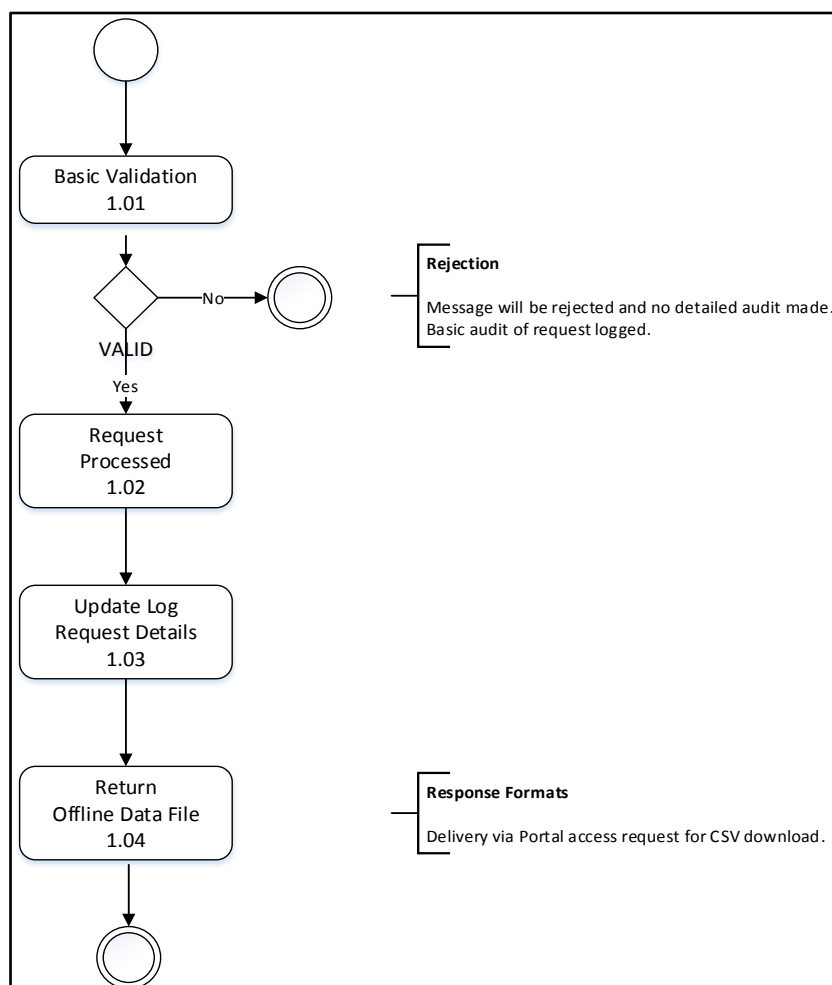 Basic Validation
1.01
No
Rejection
Message will be rejected and no detailed audit made.
Basic audit of request logged.
VALID
Yes
Request
Processed
1.02
Update Log
Request Details
1.03
Return
Offline Data File
1.04
Response Formats
Delivery via Portal access request for CSV download.